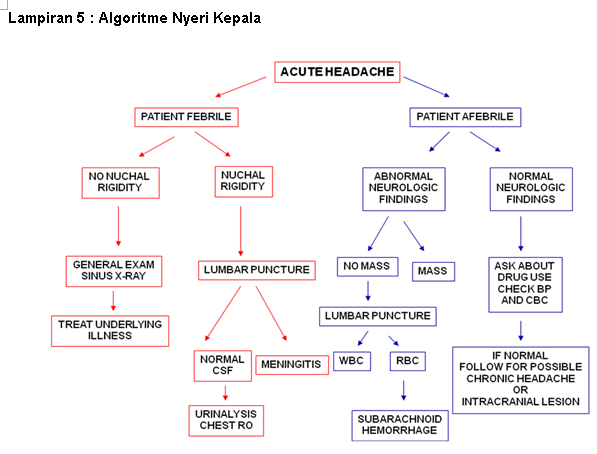 Lampiran 5 : Algoritme Nyeri Kepala
ACUTE HEADACHE
PATIENT FEBRILE
PATIENT AFEBRILE
NO NUCHAL
RIGIDITY
NUCHAL
RIGIDITY
ABNORMAL
NEUROLOGIC
FINDINGS
NORMAL
NEUROLOGIC
FINDINGS
GENERAL EXAM
SINUS X-RAY
LUMBAR PUNCTURE
NO MASS
MASS
ASK ABOUT
DRUG USE
CHECK BP
AND CBC
TREAT UNDERLYING
ILLNESS
LUMBAR PUNCTURE
NORMAL
CSF
MENINGITIS
WBC
RBC
IF NORMAL
FOLLOW FOR POSSIBLE
CHRONIC HEADACHE
OR
INTRACRANIAL LESION
URINALYSIS
CHEST RO
SUBARACHNOID
HEMORRHAGE